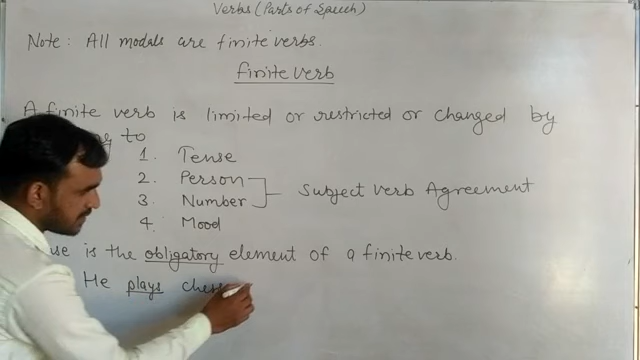 Verbs (Parts of Speech)
Note: All modals are finite verbs.
finite verb
A finite verb is limited or restricted or changed by
to
1. Tense
2. Person
3. Number
Subject verb Agreement
4. Mood
is the obligatory element of a finite verb.
He plays chess